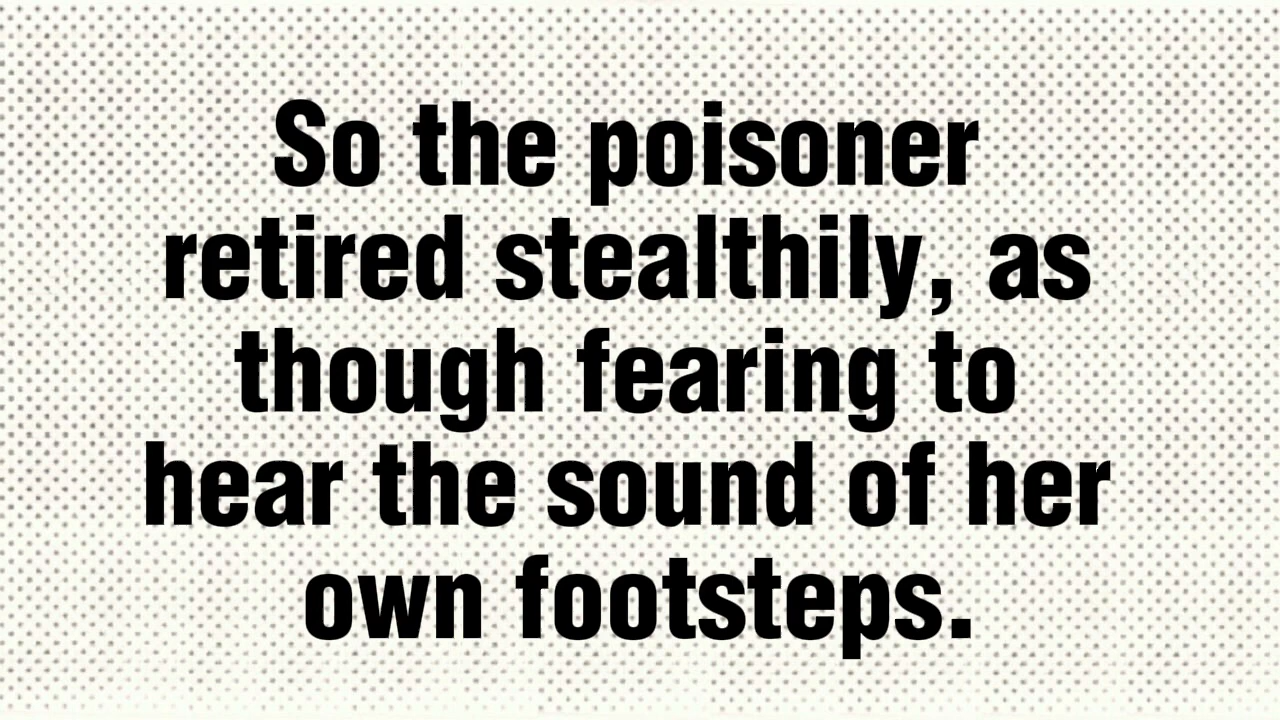 So the poisoner
retired stealthily, as
though fearing to
hear the sound of her
own footsteps.